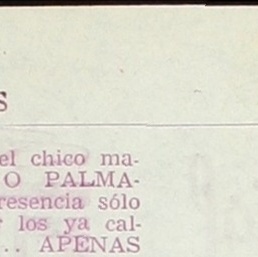 S
el chico ma-
O PALMA-
resencia sólo
r los ya cal-
.. APENAS